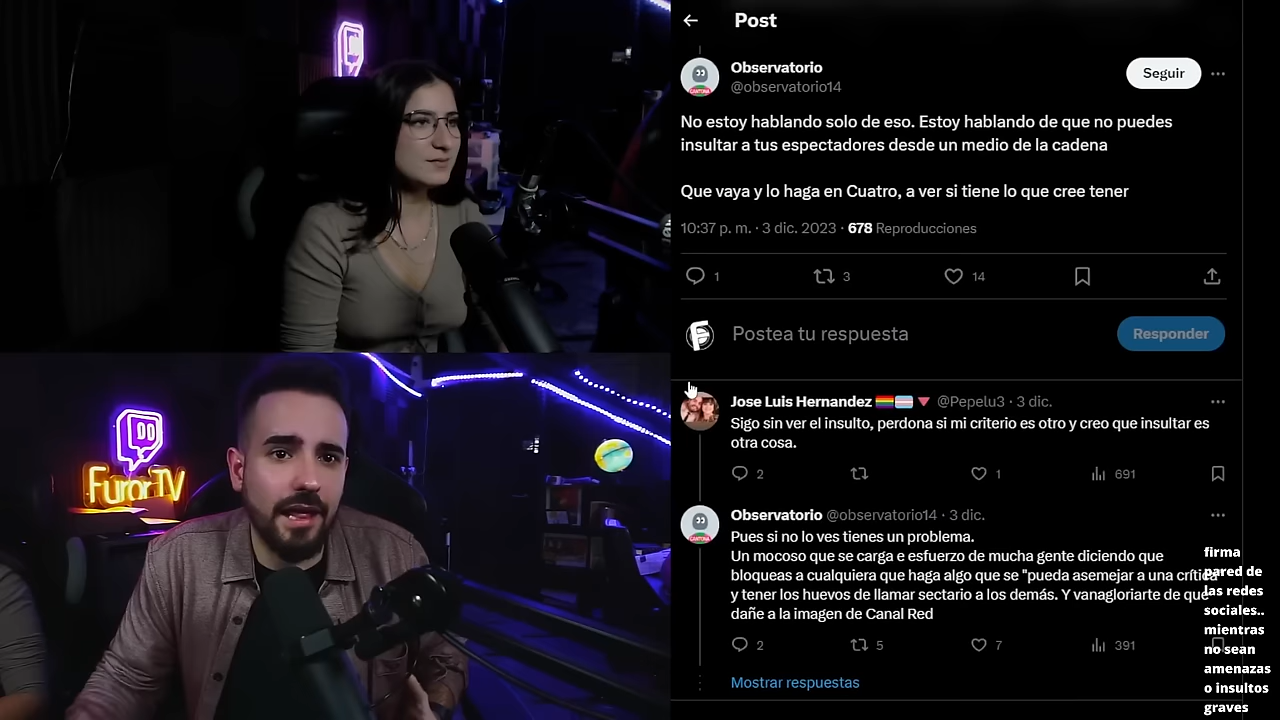 Post
Observatorio
@observatorio14
Seguir
No estoy hablando solo de eso. Estoy hablando de que no puedes
insultar a tus espectadores desde un medio de la cadena
Que vaya y lo haga en Cuatro, a ver si tiene lo que cree tener
10:37 p. m. · 3 dic. 2023 · 678 Reproducciones
1 3 14
Postea tu respuesta
Responder
Jose Luis Hernandez @Pepelu3 · 3 dic.
Sigo sin ver el insulto, perdona si mi criterio es otro y creo que insultar es
otra cosa.
2 1 691
Observatorio @observatorio14 · 3 dic.
Pues si no lo ves tienes un problema.
Un mocoso que se carga e esfuerzo de mucha gente diciendo que
bloqueas a cualquiera que haga algo que se "pueda asemejar a una crítica
y tener los huevos de llamar sectario a los demás. Y vanagloriarte de que
dañe a la imagen de Canal Red
2 5 7 391
Mostrar respuestas
firma
pared de
las redes
sociales..
mientras
no sean
amenazas
o insultos
graves
FurorTV